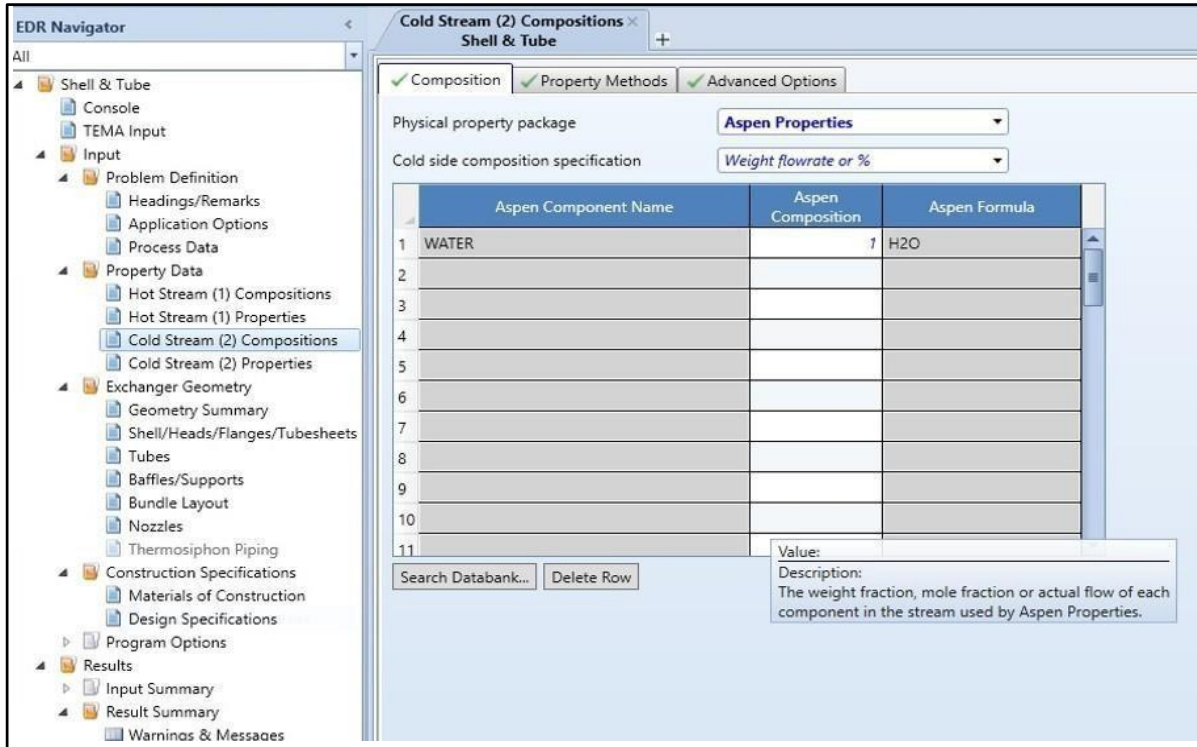 EDR Navigator
All
Shell & Tube
Console
TEMA Input
Input
Problem Definition
Headings/Remarks
Application Options
Process Data
Property Data
Hot Stream (1) Compositions
Hot Stream (1) Properties
Cold Stream (2) Compositions
Cold Stream (2) Properties
Exchanger Geometry
Geometry Summary
Shell/Heads/Flanges/Tubesheets
Tubes
Baffles/Supports
Bundle Layout
Nozzles
Thermosiphon Piping
Construction Specifications
Materials of Construction
Design Specifications
Program Options
Results
Input Summary
Result Summary
Warnings & Messages
Cold Stream (2) Compositions ×
Shell & Tube +
Composition Property Methods Advanced Options
Physical property package Aspen Properties
Cold side composition specification Weight flowrate or %
Aspen Component Name Aspen Composition Aspen Formula
1 WATER 1 H2O
2
3
4
5
6
7
8
9
10
11
Search Databank... Delete Row
Value:
Description:
The weight fraction, mole fraction or actual flow of each
component in the stream used by Aspen Properties.